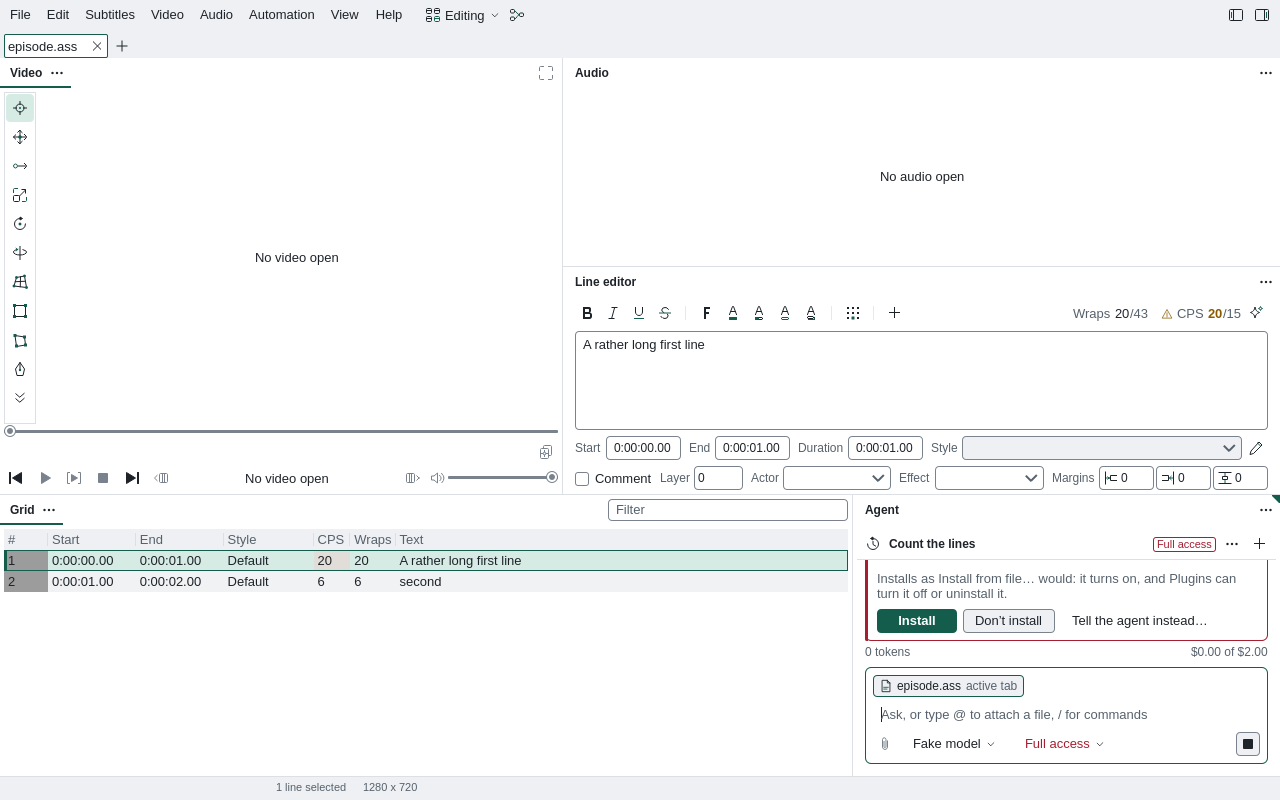 File Edit Subtitles Video Audio Automation View Help Editing
episode.ass
Video
No video open
No video open
Audio
No audio open
Line editor
B I U S F A A A A Wraps 20/43 CPS 20/15
A rather long first line
Start 0:00:00.00 End 0:00:01.00 Duration 0:00:01.00 Style
Comment Layer 0 Actor Effect Margins 0 0 0
Grid Filter
# Start End Style CPS Wraps Text
1 0:00:00.00 0:00:01.00 Default 20 20 A rather long first line
2 0:00:01.00 0:00:02.00 Default 6 6 second
Agent
Count the lines Full access
Installs as Install from file… would: it turns on, and Plugins can
turn it off or uninstall it.
Install Don't install Tell the agent instead…
0 tokens $0.00 of $2.00
episode.ass active tab
Ask, or type @ to attach a file, / for commands
Fake model Full access
1 line selected 1280 x 720